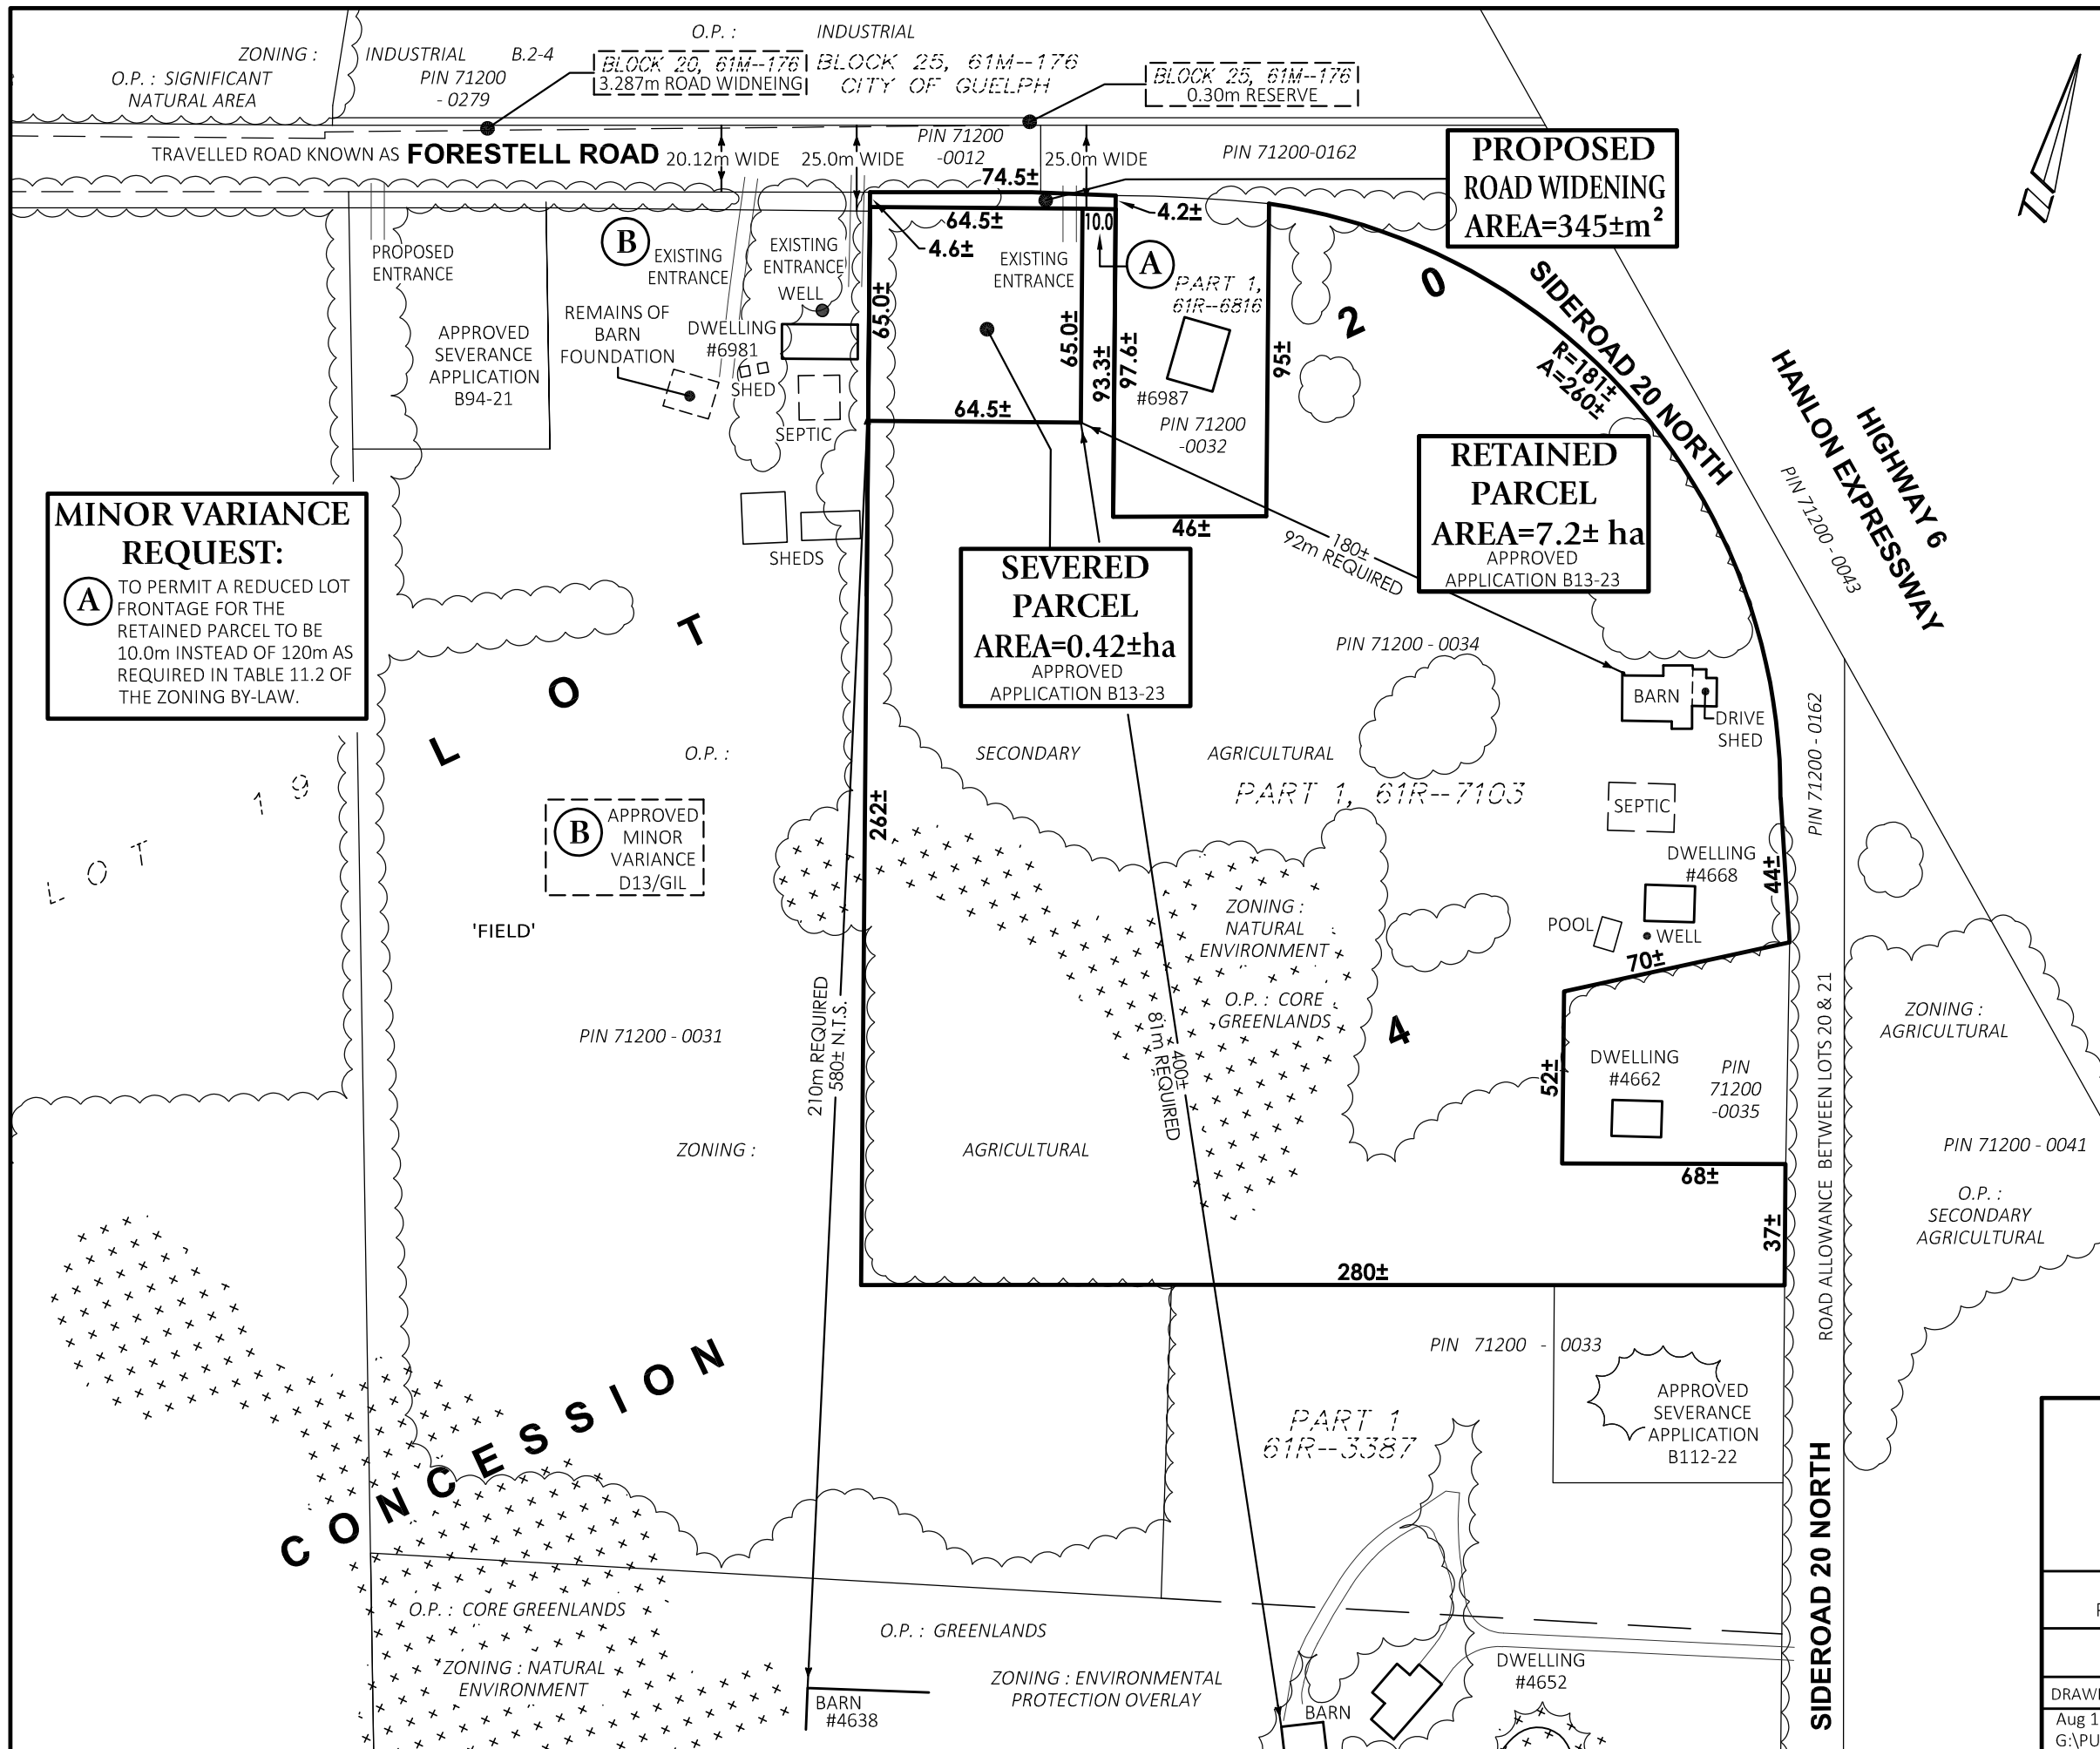 O.P. : INDUSTRIAL
ZONING : INDUSTRIAL B.2-4
O.P. : SIGNIFICANT
NATURAL AREA
PIN 71200
- 0279
BLOCK 20, 61M--176
3.287m ROAD WIDNEING
BLOCK 25, 61M--176
CITY OF GUELPH
BLOCK 25, 61M--176
0.30m RESERVE
TRAVELLED ROAD KNOWN AS FORESTELL ROAD
20.12m WIDE
25.0m WIDE
PIN 71200
-0012
25.0m WIDE
PIN 71200-0162
PROPOSED
ROAD WIDENING
AREA=345±m²
74.5±
64.5±
4.6±
10.0
4.2±
A
B
PROPOSED
ENTRANCE
EXISTING
ENTRANCE
EXISTING
ENTRANCE
WELL
EXISTING
ENTRANCE
PART 1,
61R--6816
REMAINS OF
BARN
FOUNDATION
DWELLING
#6981
SHED
SEPTIC
SHEDS
APPROVED
SEVERANCE
APPLICATION
B94-21
65.0±
65.0±
93.3±
97.6±
95±
64.5±
#6987
PIN 71200
-0032
46±
2 0
SIDEROAD 20 NORTH
R=181±
A=260±
HIGHWAY 6
HANLON EXPRESSWAY
PIN 71200 - 0043
MINOR VARIANCE
REQUEST:
A
TO PERMIT A REDUCED LOT
FRONTAGE FOR THE
RETAINED PARCEL TO BE
10.0m INSTEAD OF 120m AS
REQUIRED IN TABLE 11.2 OF
THE ZONING BY-LAW.
RETAINED
PARCEL
AREA=7.2± ha
APPROVED
APPLICATION B13-23
180±
92m REQUIRED
SEVERED
PARCEL
AREA=0.42±ha
APPROVED
APPLICATION B13-23
PIN 71200 - 0034
BARN
DRIVE
SHED
PIN 71200 - 0162
L O T
LOT 19
O.P. : SECONDARY AGRICULTURAL
PART 1, 61R--7103
B
APPROVED
MINOR
VARIANCE
D13/GIL
262±
SEPTIC
DWELLING
#4668
44±
POOL
WELL
70±
'FIELD'
ZONING :
NATURAL
ENVIRONMENT
O.P. : CORE
GREENLANDS
4
PIN 71200 - 0031
210m REQUIRED
580± N.T.S.
400±
81m REQUIRED
DWELLING
#4662
PIN
71200
-0035
52±
68±
37±
ROAD ALLOWANCE BETWEEN LOTS 20 & 21
ZONING :
AGRICULTURAL
PIN 71200 - 0041
O.P. :
SECONDARY
AGRICULTURAL
ZONING : AGRICULTURAL
280±
PIN 71200 - 0033
CONCESSION
PART 1
61R--3387
APPROVED
SEVERANCE
APPLICATION
B112-22
SIDEROAD 20 NORTH
O.P. : CORE GREENLANDS
ZONING : NATURAL
ENVIRONMENT
O.P. : GREENLANDS
ZONING : ENVIRONMENTAL
PROTECTION OVERLAY
BARN
#4638
BARN
DWELLING
#4652
Aug 1
G:\PU